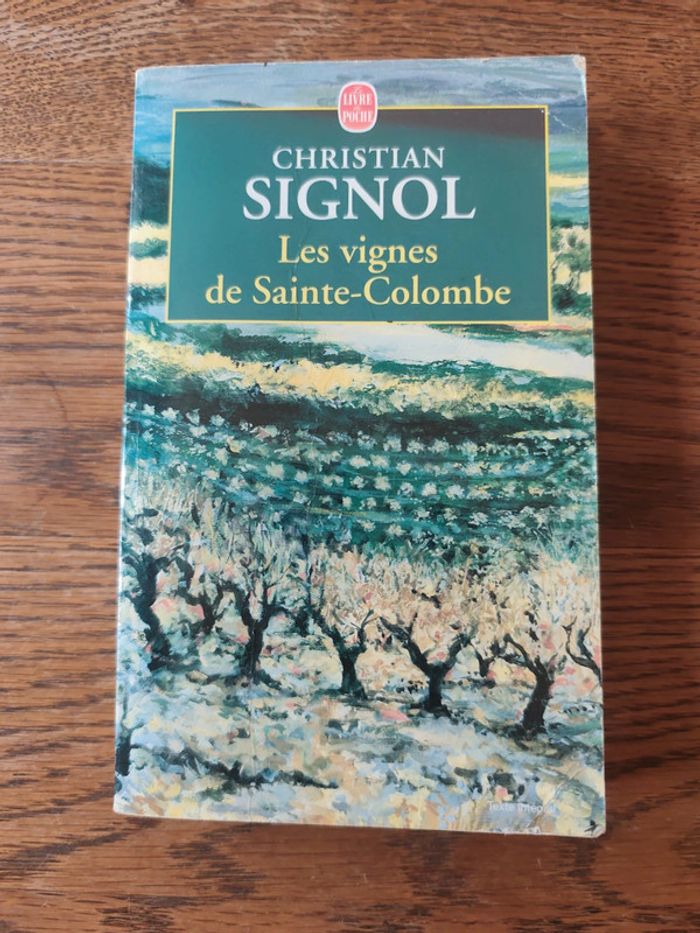 Le
LIVRE
de
POCHE
CHRISTIAN
SIGNOL
Les vignes
de Sainte-Colombe
Texte intégral